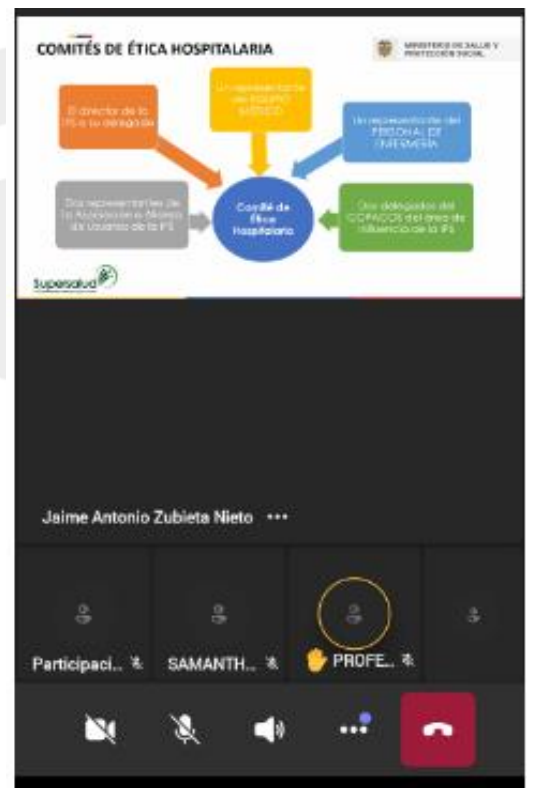 COMITÉS DE ÉTICA HOSPITALARIA
MINISTERIO DE SALUD Y
PROTECCIÓN SOCIAL
El director de la
IPS o su delegado
Un representante
del EQUIPO
MÉDICO
Un representante del
PERSONAL DE
ENFERMERÍA
Dos representantes de
la Asociación o Alianza
de Usuarios de la IPS
Comité de
Ética
Hospitalaria
Dos delegados del
COPACOS del área de
influencia de la IPS
Supersalud
Jaime Antonio Zubieta Nieto
Participaci...
SAMANTH...
PROFE...